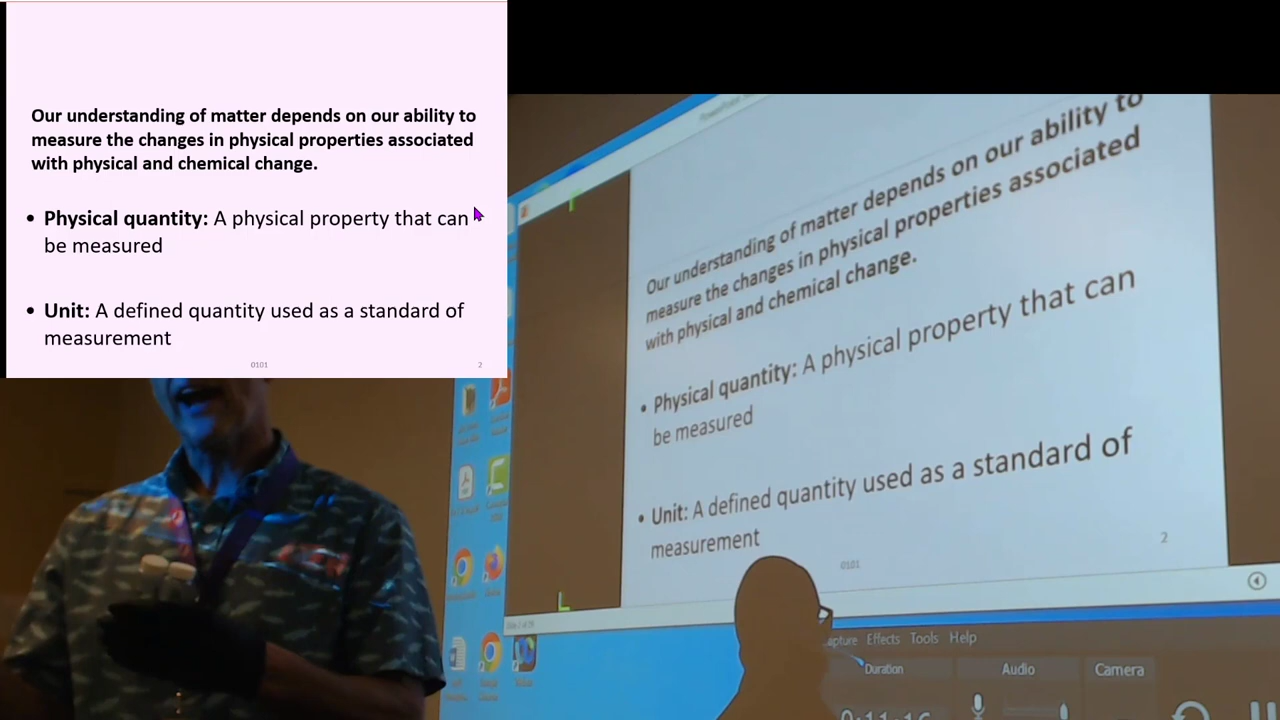 Our understanding of matter depends on our ability to
measure the changes in physical properties associated
with physical and chemical change.
• Physical quantity: A physical property that can
be measured
• Unit: A defined quantity used as a standard of
measurement
0101
2
Our understanding of matter depends on our ability to
measure the changes in physical properties associated
with physical and chemical change.
• Physical quantity: A physical property that can
be measured
• Unit: A defined quantity used as a standard of
measurement
0101
2
Effects Tools Help
Duration Audio Camera
0:11:16